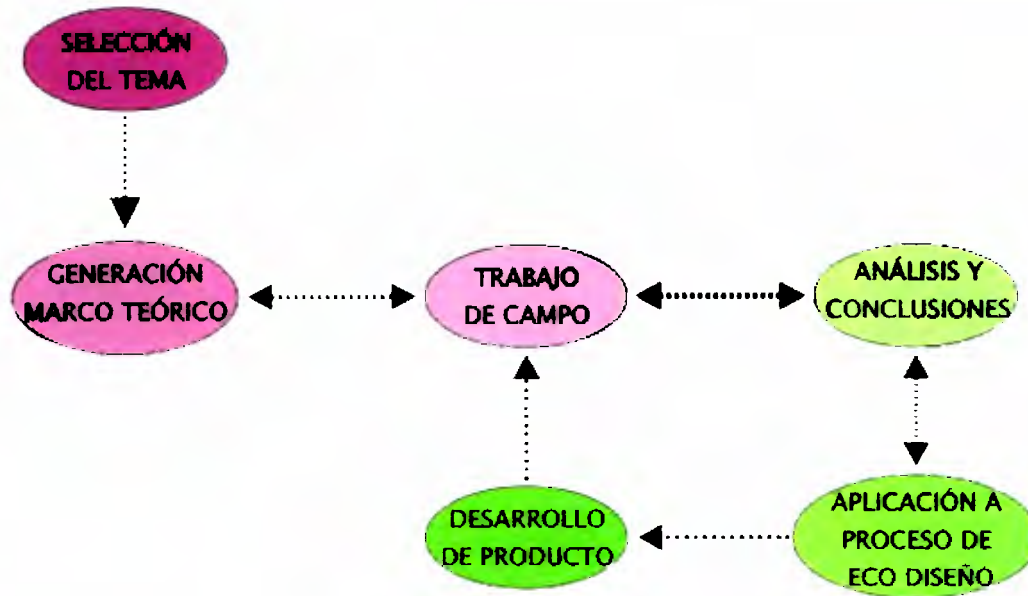 SELECCIÓN
DEL TEMA
GENERACIÓN
MARCO TEÓRICO
TRABAJO
DE CAMPO
ANÁLISIS Y
CONCLUSIONES
DESARROLLO
DE PRODUCTO
APLICACIÓN A
PROCESO DE
ECO DISEÑO